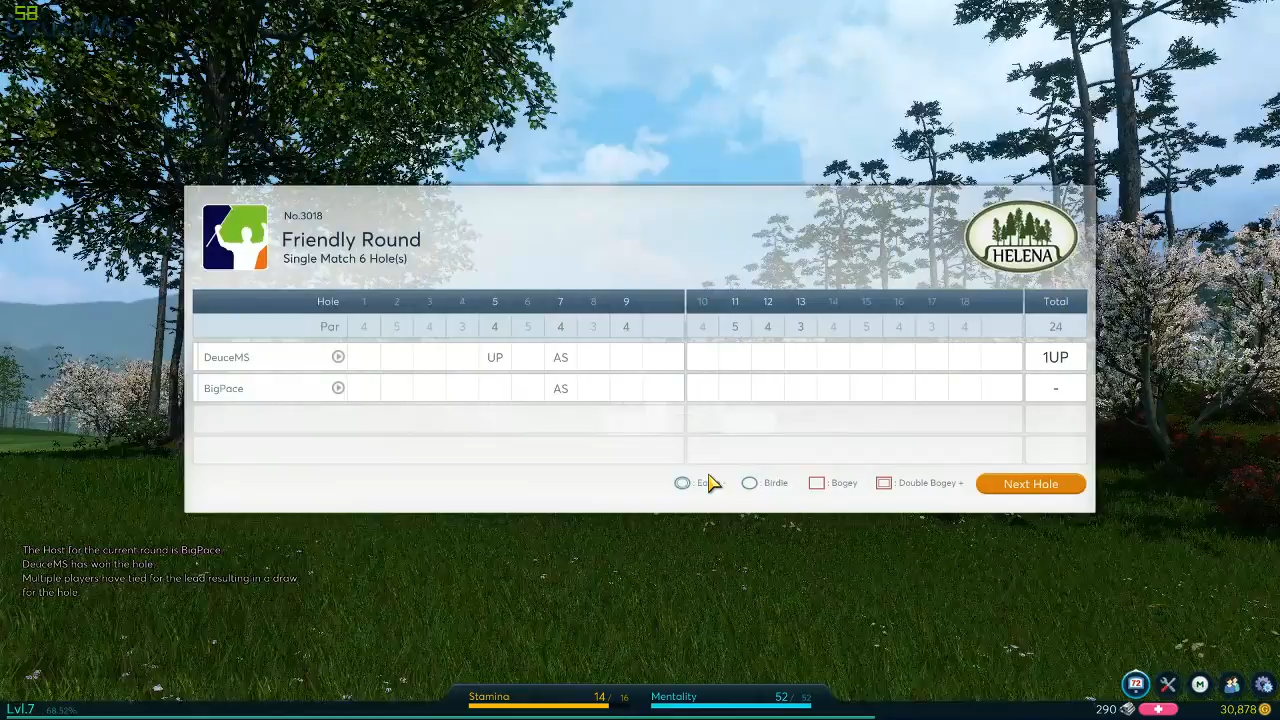 58
DeuceMS
No.3018
Friendly Round
Single Match 6 Hole(s)
HELENA
Hole 1 2 3 4 5 6 7 8 9 10 11 12 13 14 15 16 17 18 Total
Par 4 5 4 3 4 5 4 3 4 4 5 4 3 4 5 4 3 4 24
DeuceMS UP AS 1UP
BigPace AS -
: Birdie : Bogey : Double Bogey + Next Hole
The Host for the current round is BigPace.
DeuceMS has won the hole.
Multiple players have tied for the lead resulting in a draw
for the hole.
Stamina 14 / 16 Mentality 52 / 52
72 M
Lvl.7 68.52% 290 30,878